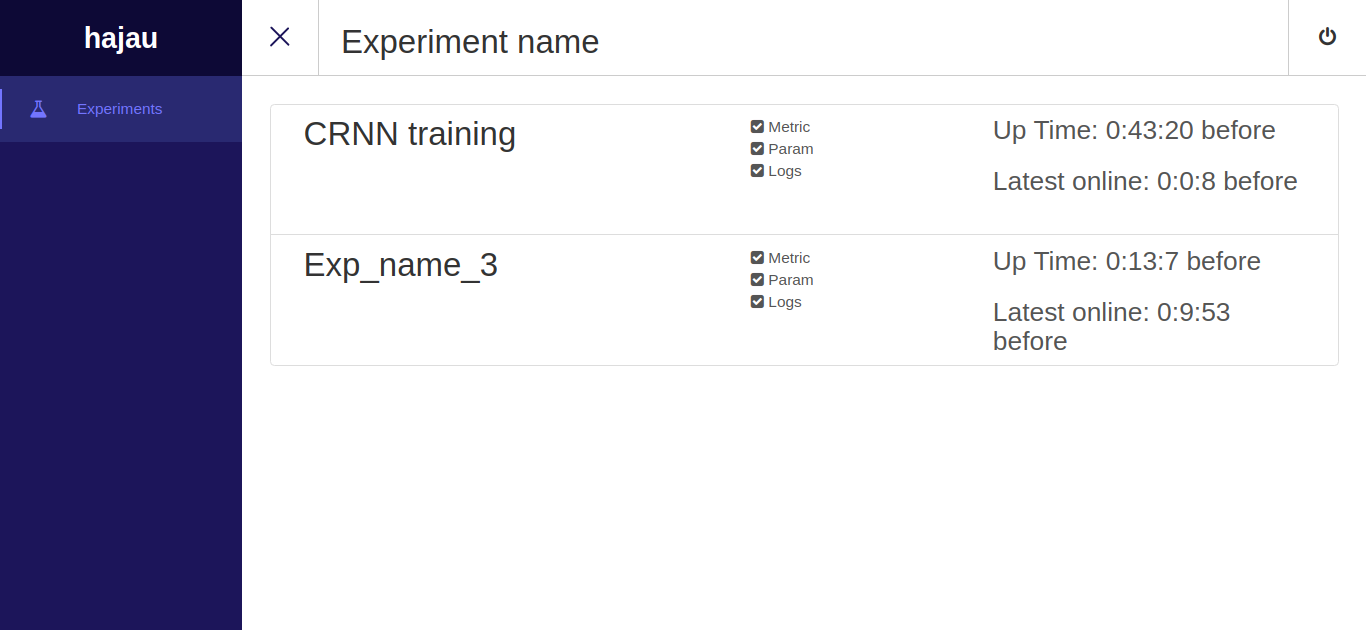 hajau
Experiment name
Experiments
CRNN training
Metric
Param
Logs
Up Time: 0:43:20 before
Latest online: 0:0:8 before
Exp_name_3
Metric
Param
Logs
Up Time: 0:13:7 before
Latest online: 0:9:53
before